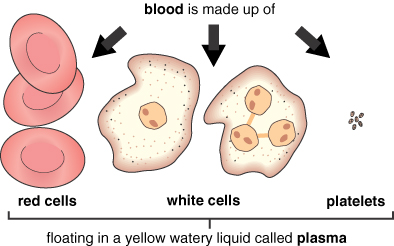 blood is made up of
red cells
white cells
platelets
floating in a yellow watery liquid called plasma